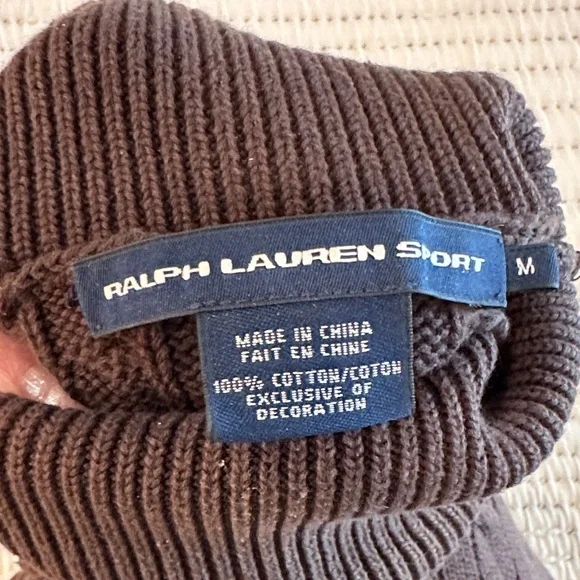 RALPH LAUREN SPORT
M
MADE IN CHINA
FAIT EN CHINE
100% COTTON/COTON
EXCLUSIVE OF
DECORATION